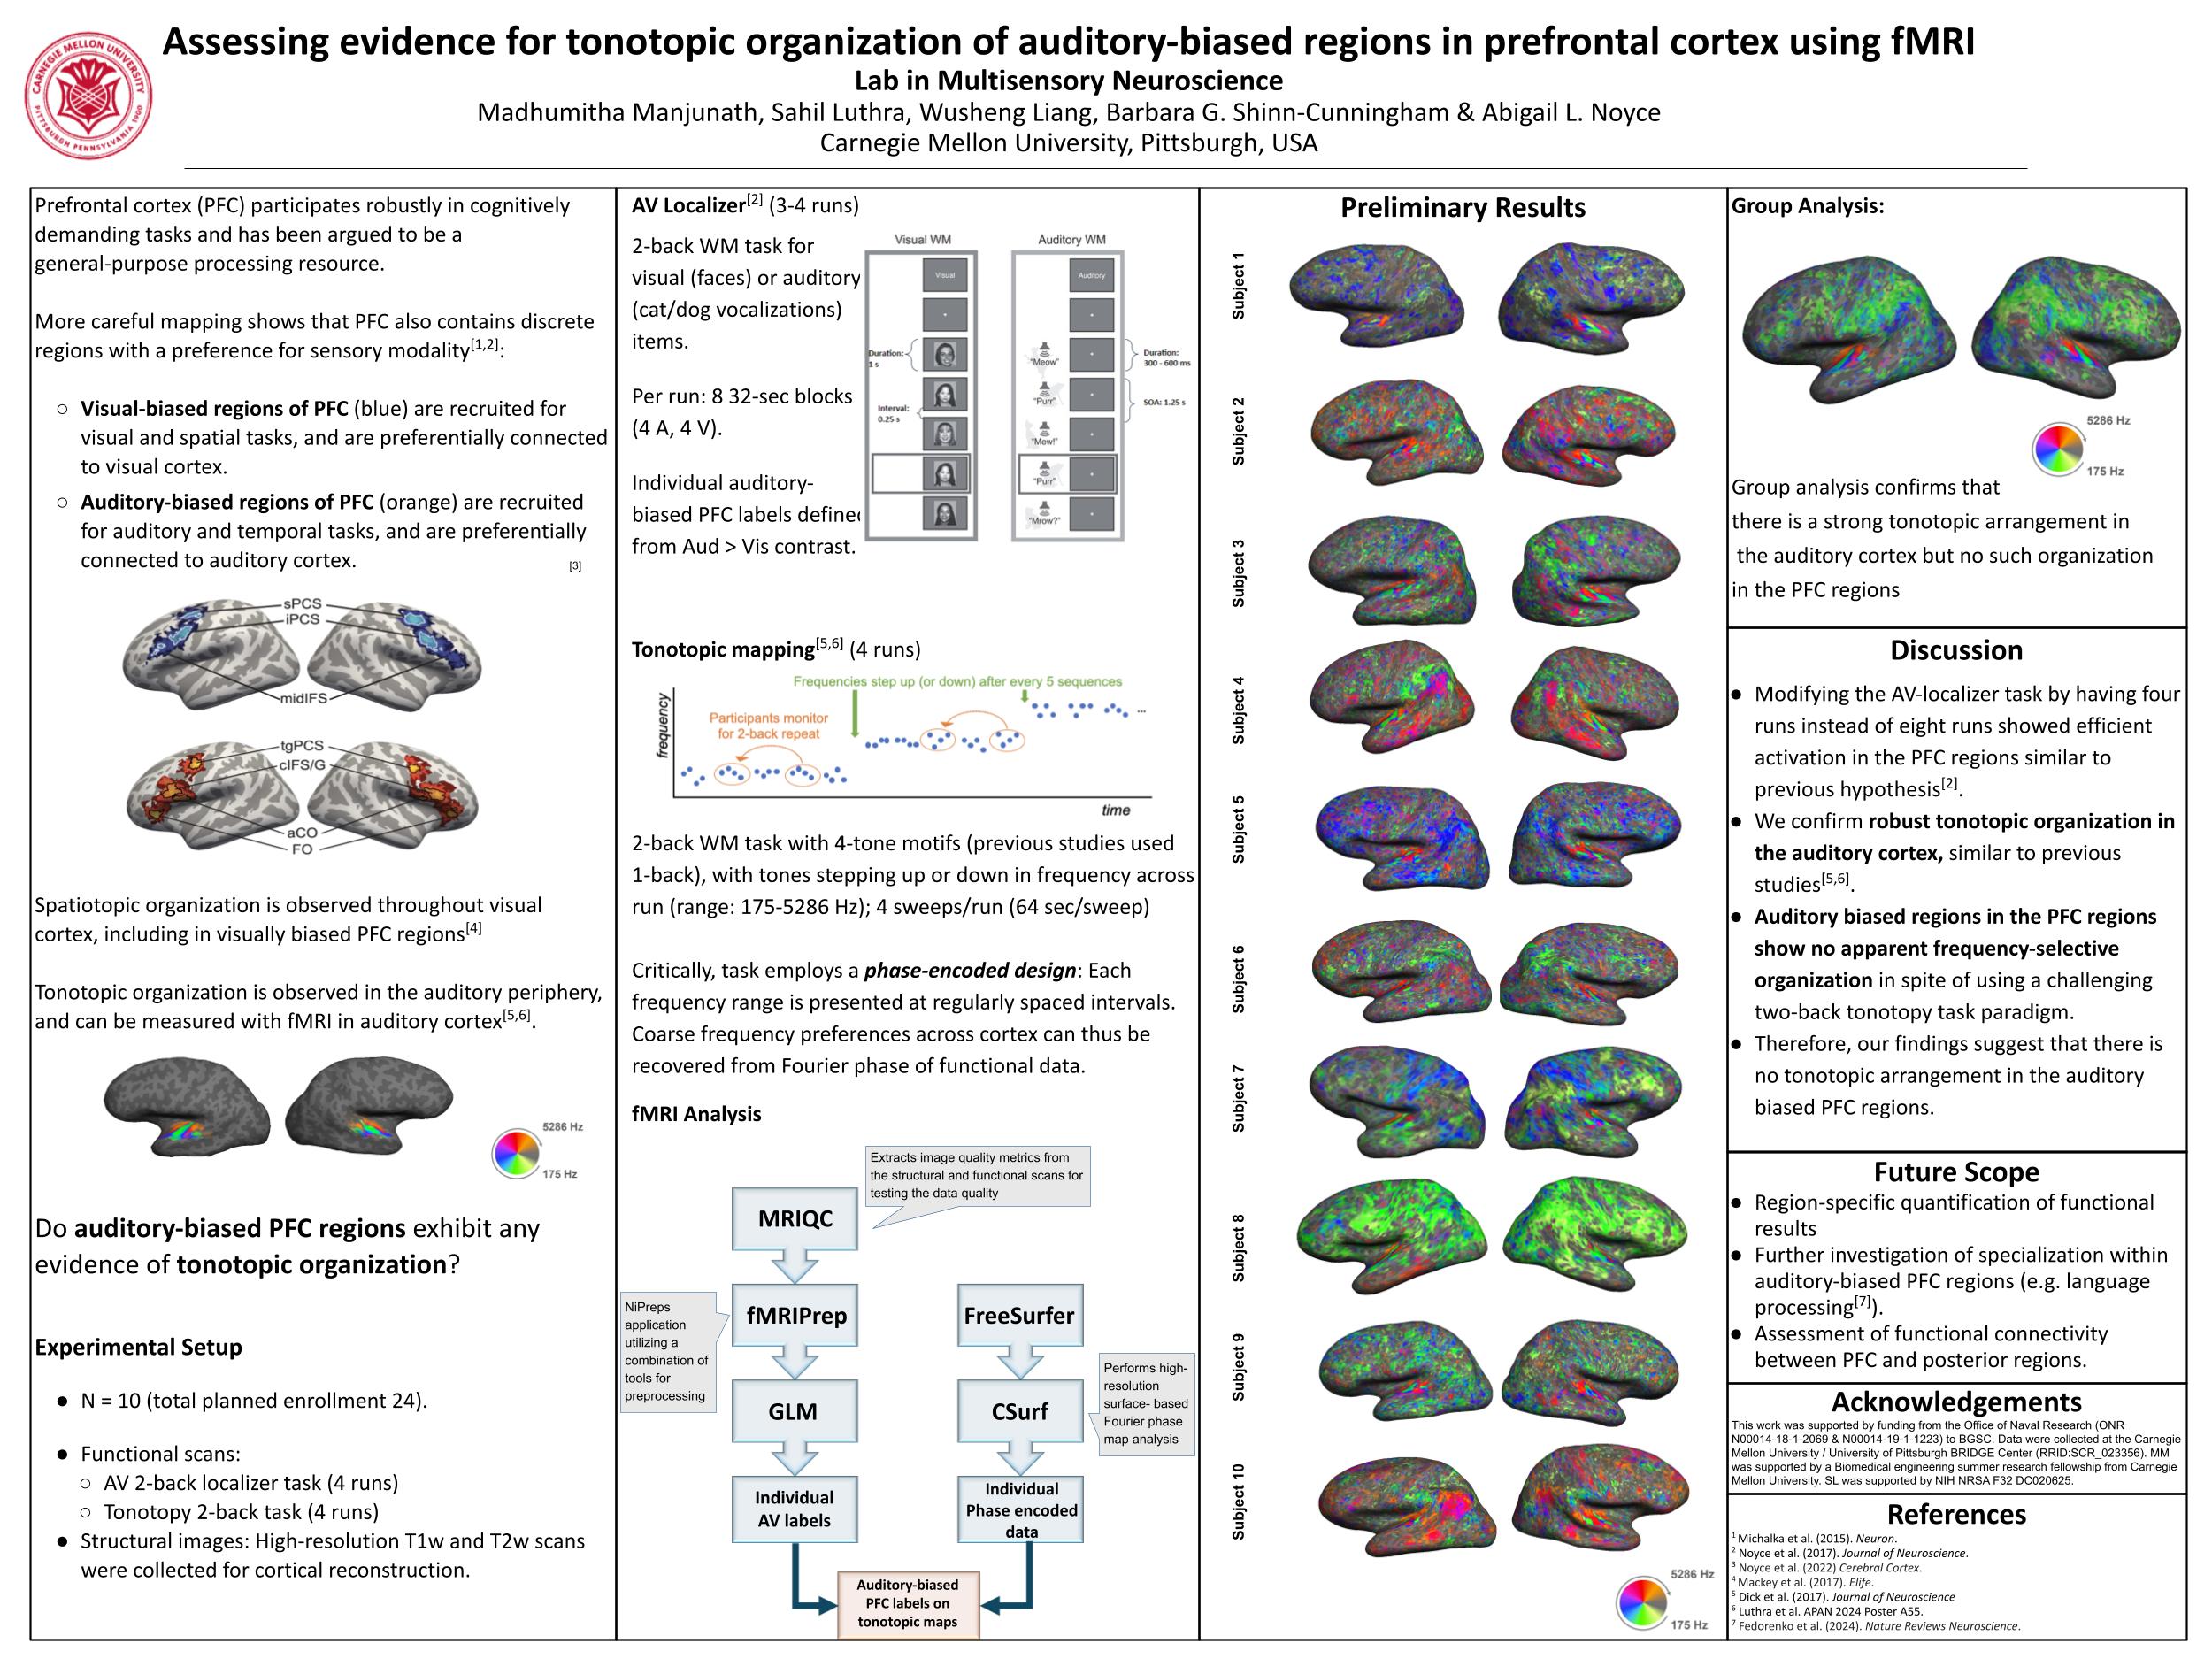 Assessing evidence for tonotopic organization of auditory-biased regions in prefrontal cortex using fMRI
Lab in Multisensory Neuroscience
Madhumitha Manjunath, Sahil Luthra, Wusheng Liang, Barbara G. Shinn-Cunningham & Abigail L. Noyce
Carnegie Mellon University, Pittsburgh, USA
CARNEGIE MELLON UNIVERSITY
PITTSBURGH PENNSYLVANIA 1900
Prefrontal cortex (PFC) participates robustly in cognitively
demanding tasks and has been argued to be a
general-purpose processing resource.
More careful mapping shows that PFC also contains discrete
regions with a preference for sensory modality[1,2]:
○ Visual-biased regions of PFC (blue) are recruited for
visual and spatial tasks, and are preferentially connected
to visual cortex.
○ Auditory-biased regions of PFC (orange) are recruited
for auditory and temporal tasks, and are preferentially
connected to auditory cortex.
[3]
sPCS
iPCS
midIFS
tgPCS
cIFS/G
aCO
FO
Spatiotopic organization is observed throughout visual
cortex, including in visually biased PFC regions[4]
Tonotopic organization is observed in the auditory periphery,
and can be measured with fMRI in auditory cortex[5,6].
5286 Hz
175 Hz
Do auditory-biased PFC regions exhibit any
evidence of tonotopic organization?
Experimental Setup
● N = 10 (total planned enrollment 24).
● Functional scans:
○ AV 2-back localizer task (4 runs)
○ Tonotopy 2-back task (4 runs)
● Structural images: High-resolution T1w and T2w scans
were collected for cortical reconstruction.
AV Localizer[2] (3-4 runs)
2-back WM task for
visual (faces) or auditory
(cat/dog vocalizations)
items.
Per run: 8 32-sec blocks
(4 A, 4 V).
Individual auditory-
biased PFC labels defined
from Aud > Vis contrast.
Visual WM
Visual
Duration:
1 s
Interval:
0.25 s
Auditory WM
Auditory
"Meow"
"Purr"
"Mew!"
"Purr"
"Mrow?"
Duration:
300 - 600 ms
SOA: 1.25 s
Tonotopic mapping[5,6] (4 runs)
Frequencies step up (or down) after every 5 sequences
Participants monitor
for 2-back repeat
...
frequency
time
2-back WM task with 4-tone motifs (previous studies used
1-back), with tones stepping up or down in frequency across
run (range: 175-5286 Hz); 4 sweeps/run (64 sec/sweep)
Critically, task employs a phase-encoded design: Each
frequency range is presented at regularly spaced intervals.
Coarse frequency preferences across cortex can thus be
recovered from Fourier phase of functional data.
fMRI Analysis
Extracts image quality metrics from
the structural and functional scans for
testing the data quality
MRIQC
NiPreps
application
utilizing a
combination of
tools for
preprocessing
fMRIPrep
FreeSurfer
GLM
CSurf
Performs high-
resolution
surface- based
Fourier phase
map analysis
Individual
AV labels
Individual
Phase encoded
data
Auditory-biased
PFC labels on
tonotopic maps
Preliminary Results
Subject 1
Subject 2
Subject 3
Subject 4
Subject 5
Subject 6
Subject 7
Subject 8
Subject 9
Subject 10
5286 Hz
175 Hz
Group Analysis:
5286 Hz
175 Hz
Group analysis confirms that
there is a strong tonotopic arrangement in
the auditory cortex but no such organization
in the PFC regions
Discussion
● Modifying the AV-localizer task by having four
runs instead of eight runs showed efficient
activation in the PFC regions similar to
previous hypothesis[2].
● We confirm robust tonotopic organization in
the auditory cortex, similar to previous
studies[5,6].
● Auditory biased regions in the PFC regions
show no apparent frequency-selective
organization in spite of using a challenging
two-back tonotopy task paradigm.
● Therefore, our findings suggest that there is
no tonotopic arrangement in the auditory
biased PFC regions.
Future Scope
● Region-specific quantification of functional
results
● Further investigation of specialization within
auditory-biased PFC regions (e.g. language
processing[7]).
● Assessment of functional connectivity
between PFC and posterior regions.
Acknowledgements
This work was supported by funding from the Office of Naval Research (ONR
N00014-18-1-2069 & N00014-19-1-1223) to BGSC. Data were collected at the Carnegie
Mellon University / University of Pittsburgh BRIDGE Center (RRID:SCR_023356). MM
was supported by a Biomedical engineering summer research fellowship from Carnegie
Mellon University. SL was supported by NIH NRSA F32 DC020625.
References
1 Michalka et al. (2015). Neuron.
2 Noyce et al. (2017). Journal of Neuroscience.
3 Noyce et al. (2022) Cerebral Cortex.
4 Mackey et al. (2017). Elife.
5 Dick et al. (2017). Journal of Neuroscience
6 Luthra et al. APAN 2024 Poster A55.
7 Fedorenko et al. (2024). Nature Reviews Neuroscience.